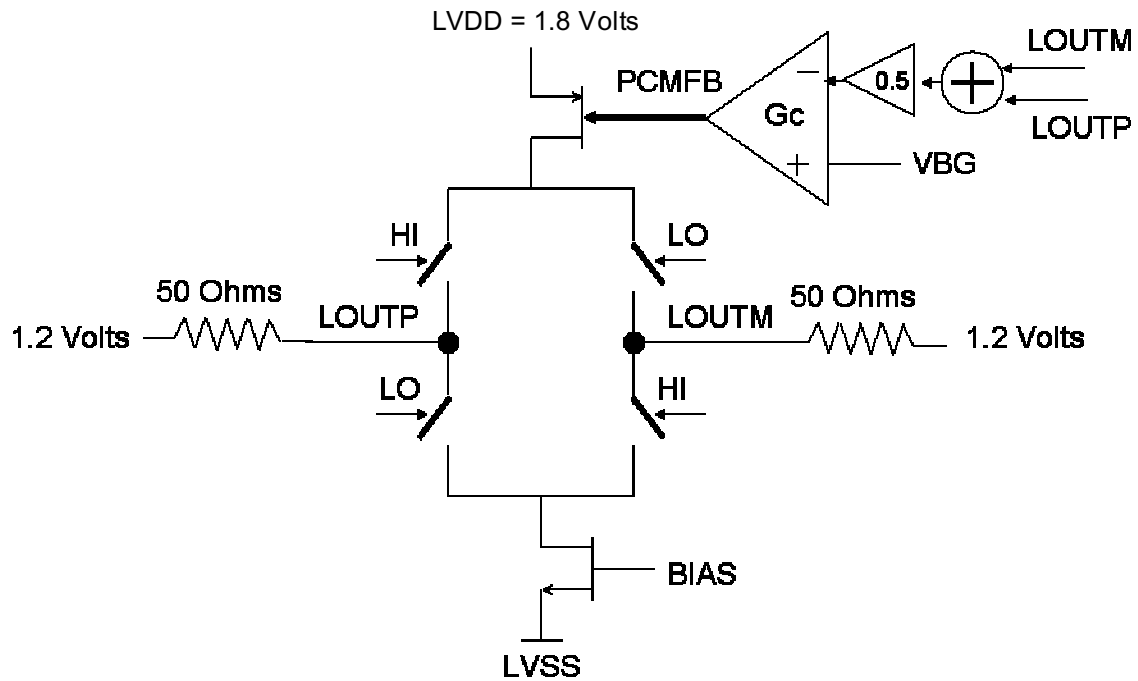 LVDD = 1.8 Volts
LOUTM
PCMFB
Gc
−
0.5
+
LOUTP
+
VBG
HI
LO
50 Ohms
LOUTP
LOUTM
50 Ohms
1.2 Volts
1.2 Volts
LO
HI
BIAS
LVSS